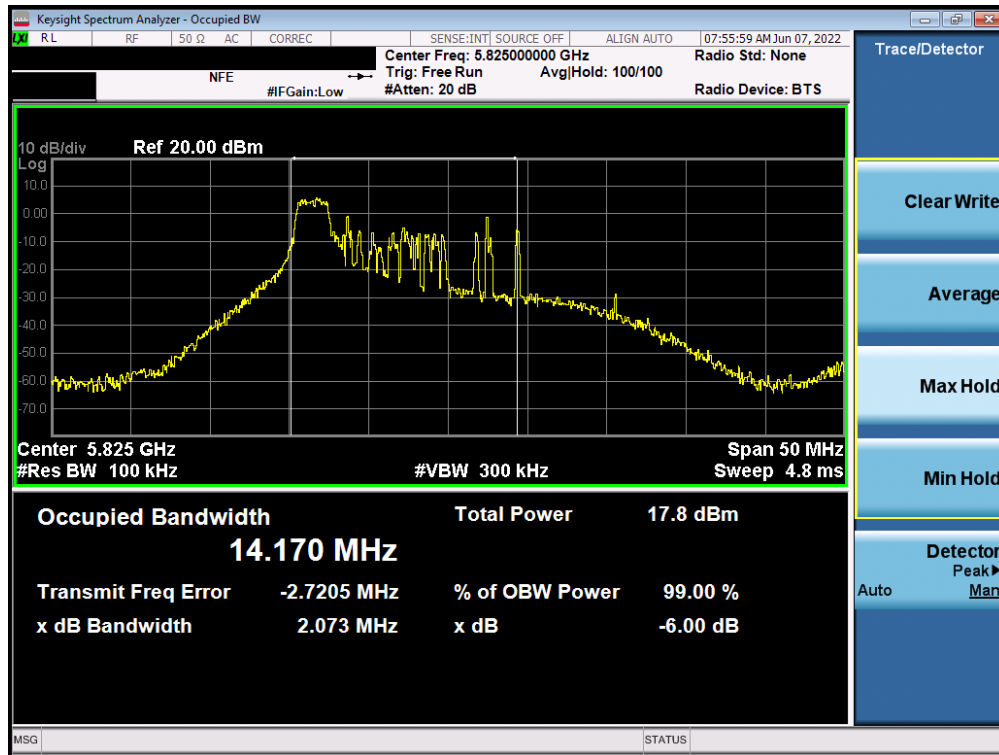 Keysight Spectrum Analyzer - Occupied BW
LXI RL RF 50 Ω AC CORREC SENSE:INT SOURCE OFF ALIGN AUTO 07:55:59 AM Jun 07, 2022
Center Freq: 5.825000000 GHz Radio Std: None
NFE Trig: Free Run Avg|Hold: 100/100
#IFGain:Low #Atten: 20 dB Radio Device: BTS
Trace/Detector
10 dB/div Ref 20.00 dBm
Log
10.0
0.00
-10.0
-20.0
-30.0
-40.0
-50.0
-60.0
-70.0
Center 5.825 GHz Span 50 MHz
#Res BW 100 kHz #VBW 300 kHz Sweep 4.8 ms
Occupied Bandwidth Total Power 17.8 dBm
14.170 MHz
Transmit Freq Error -2.7205 MHz % of OBW Power 99.00 %
x dB Bandwidth 2.073 MHz x dB -6.00 dB
Clear Write
Average
Max Hold
Min Hold
Detector
Peak▶
Auto Man
MSG STATUS